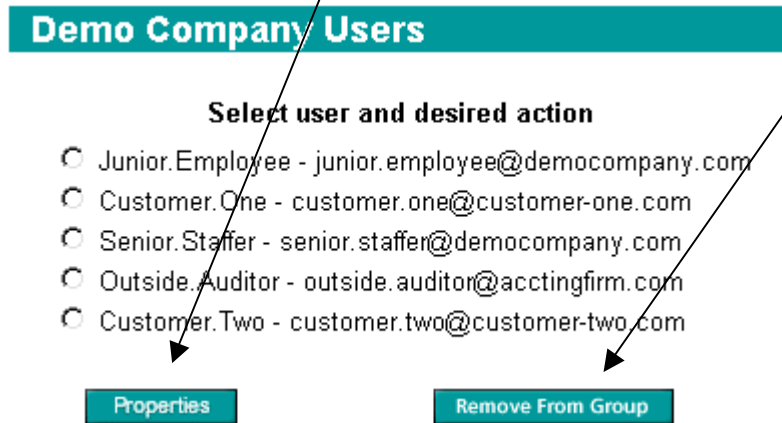 Demo Company Users
Select user and desired action
Junior.Employee - junior.employee@democompany.com
Customer.One - customer.one@customer-one.com
Senior.Staffer - senior.staffer@democompany.com
Outside.Auditor - outside.auditor@acctingfirm.com
Customer.Two - customer.two@customer-two.com
Properties
Remove From Group